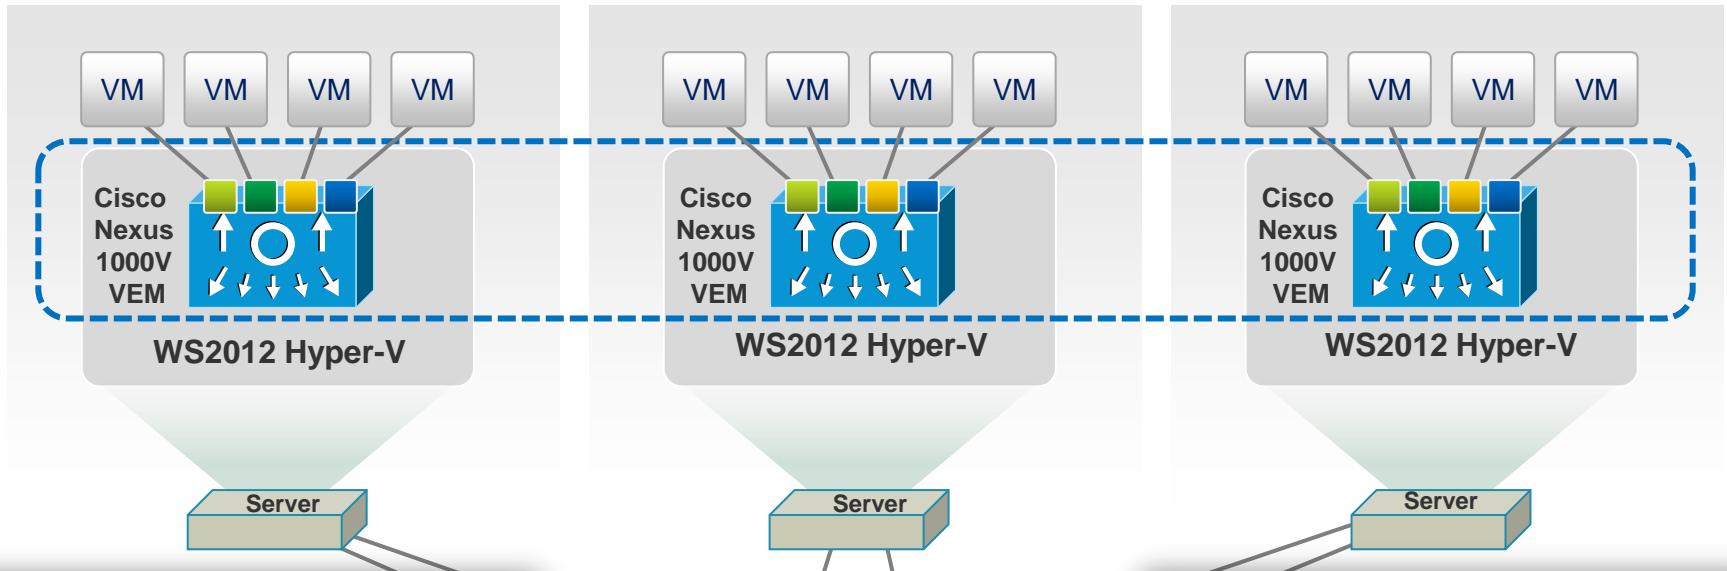 VM VM VM VM
Cisco
Nexus
1000V
VEM
WS2012 Hyper-V
Server
VM VM VM VM
Cisco
Nexus
1000V
VEM
WS2012 Hyper-V
Server
VM VM VM VM
Cisco
Nexus
1000V
VEM
WS2012 Hyper-V
Server